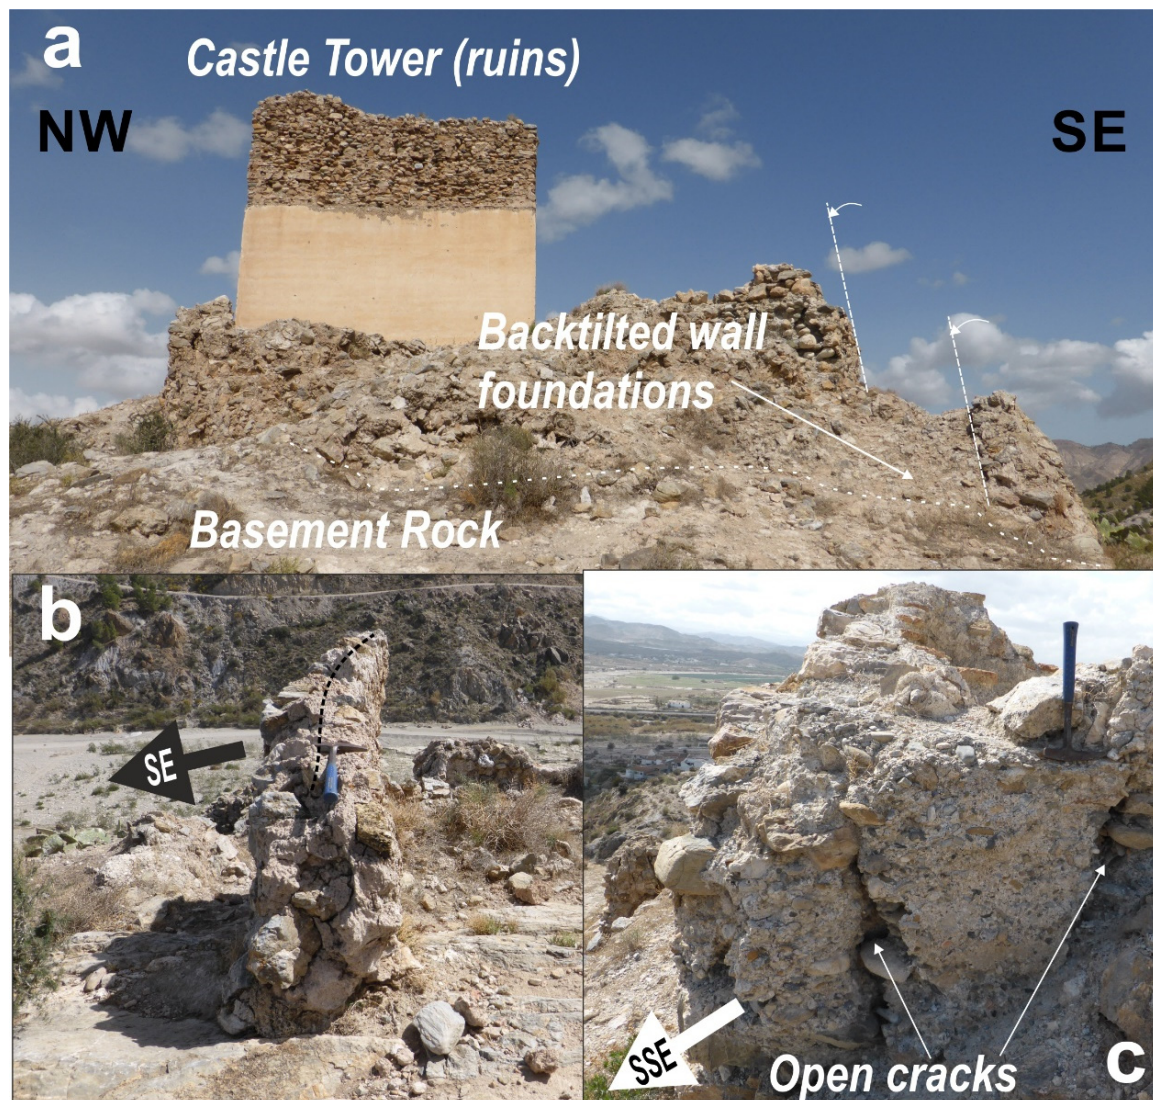 a
Castle Tower (ruins)
NW
SE
Backtilted wall
foundations
Basement Rock
b
SE
SSE
Open cracks
c